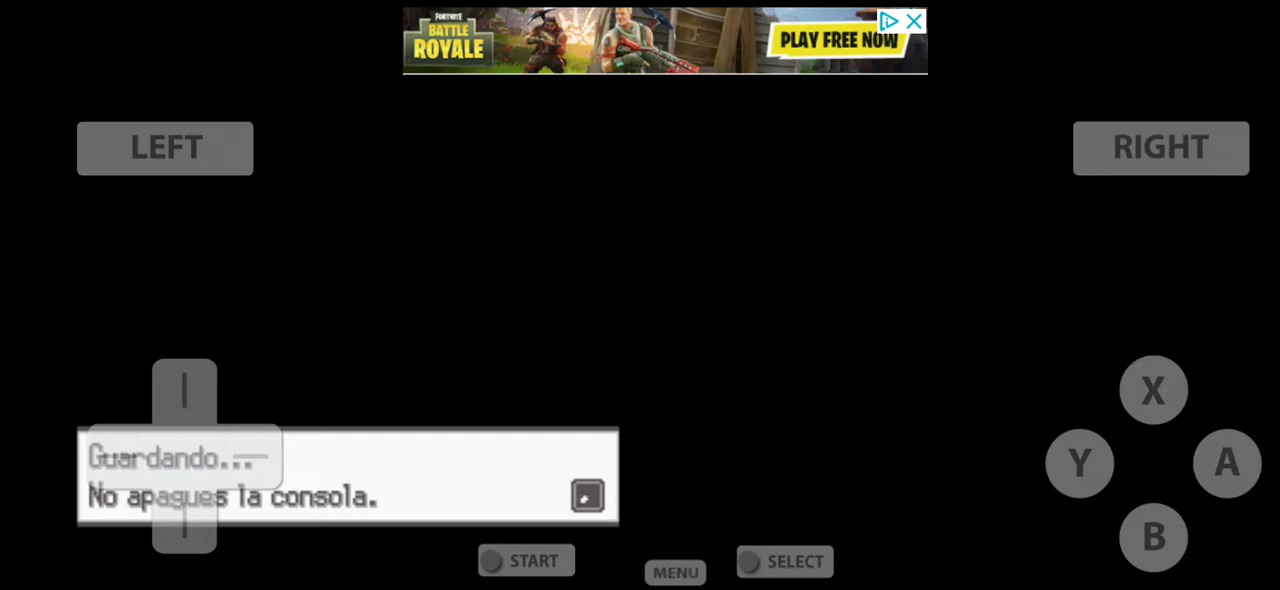 FORTNITE
BATTLE
ROYALE
PLAY FREE NOW
LEFT
RIGHT
X
Y
A
B
Guardando...
No apagues la consola.
START
MENU
SELECT